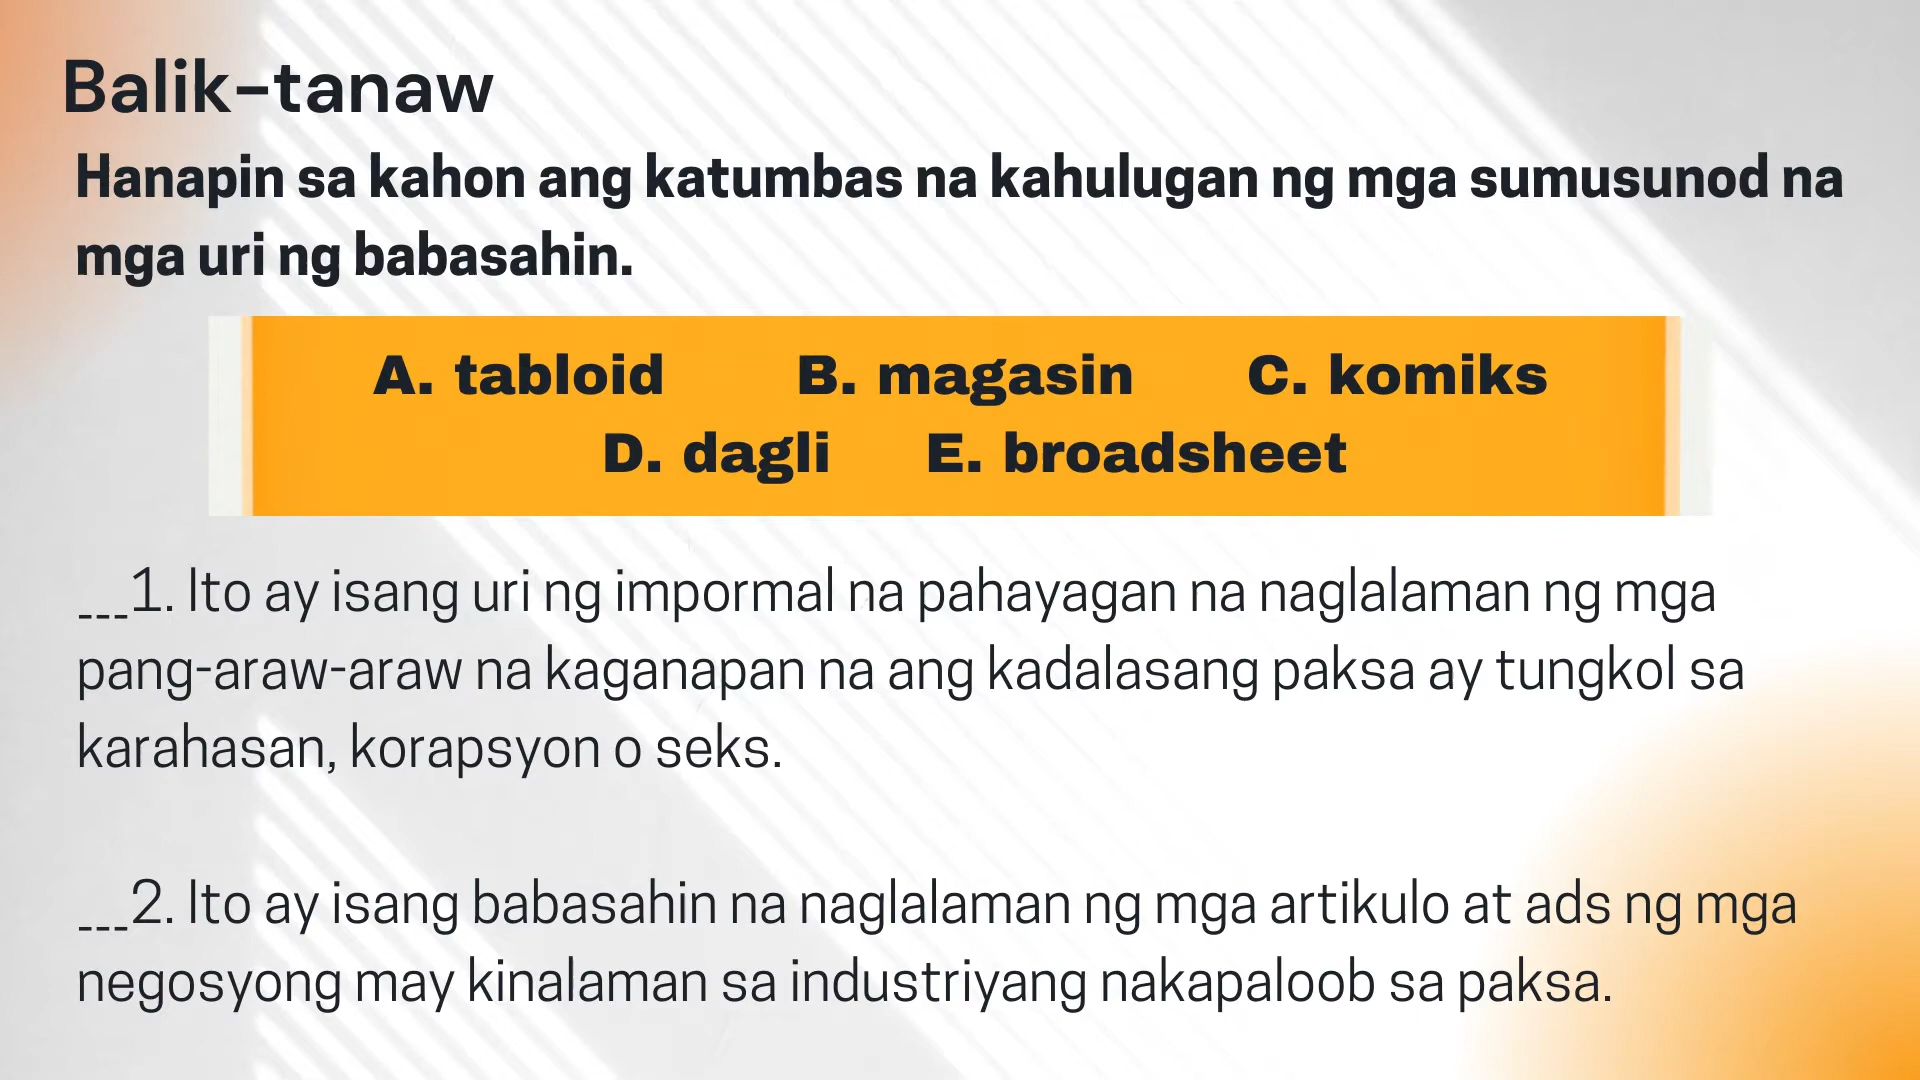 Balik-tanaw
Hanapin sa kahon ang katumbas na kahulugan ng mga sumusunod na
mga uri ng babasahin.
A. tabloid B. magasin C. komiks
D. dagli E. broadsheet
___1. Ito ay isang uri ng impormal na pahayagan na naglalaman ng mga
pang-araw-araw na kaganapan na ang kadalasang paksa ay tungkol sa
karahasan, korapsyon o seks.
___2. Ito ay isang babasahin na naglalaman ng mga artikulo at ads ng mga
negosyong may kinalaman sa industriyang nakapaloob sa paksa.